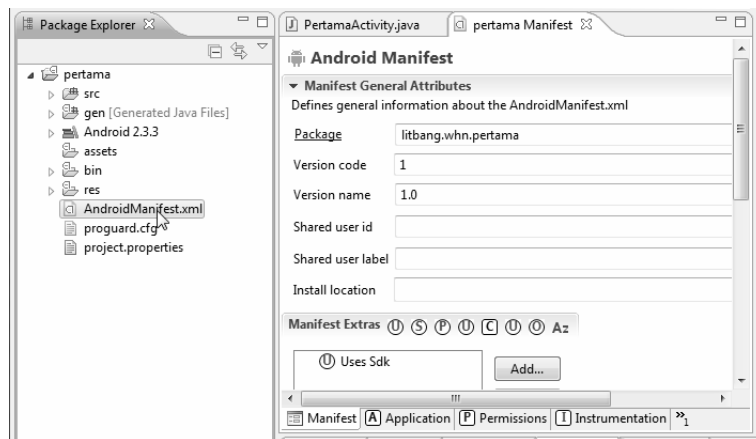 Package Explorer
pertama
src
gen [Generated Java Files]
Android 2.3.3
assets
bin
res
AndroidManifest.xml
proguard.cfg
project.properties
PertamaActivity.java
pertama Manifest
Android Manifest
Manifest General Attributes
Defines general information about the AndroidManifest.xml
Package litbang.whn.pertama
Version code 1
Version name 1.0
Shared user id
Shared user label
Install location
Manifest Extras U S P U C U O Az
U Uses Sdk
Add...
Manifest A Application P Permissions I Instrumentation »1